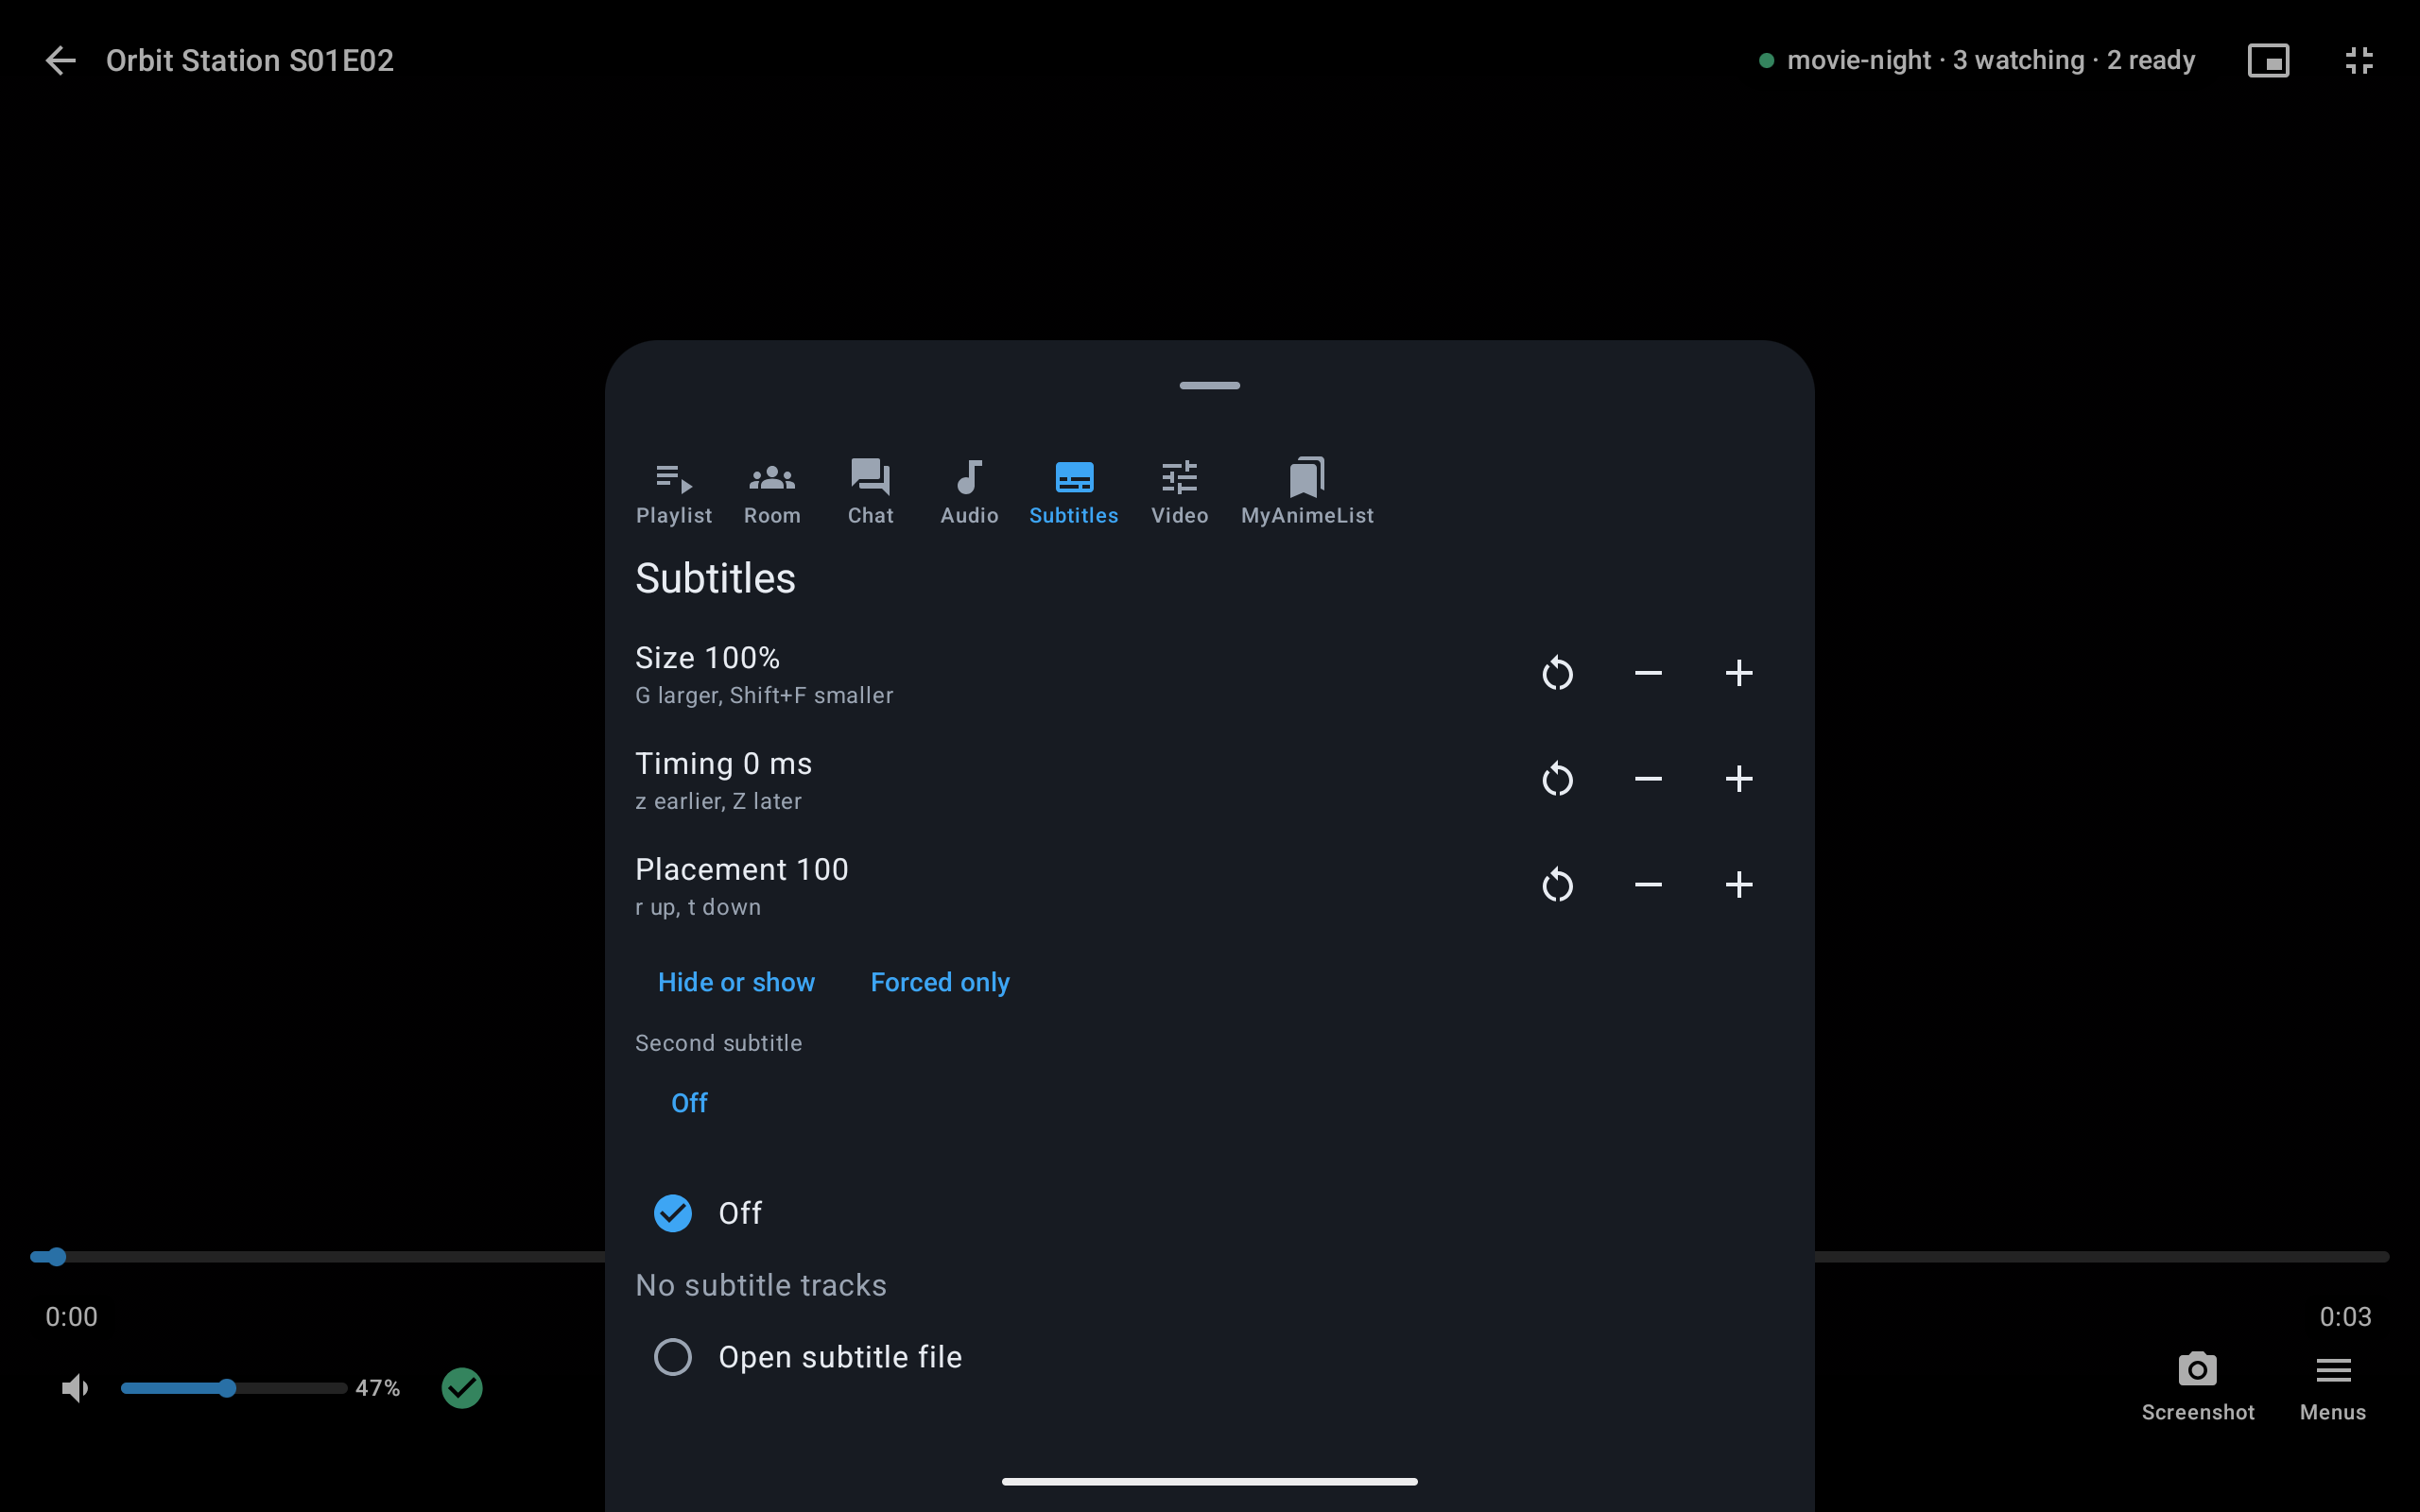 Orbit Station S01E02
movie-night · 3 watching · 2 ready
Playlist
Room
Chat
Audio
Subtitles
Video
MyAnimeList
Subtitles
Size 100%
G larger, Shift+F smaller
Timing 0 ms
z earlier, Z later
Placement 100
r up, t down
Hide or show
Forced only
Second subtitle
Off
Off
No subtitle tracks
Open subtitle file
0:00
0:03
47%
Screenshot
Menus